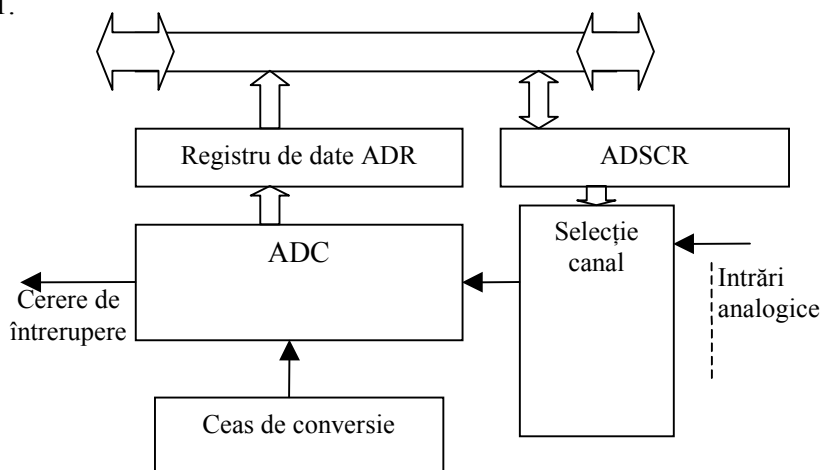 1.
Registru de date ADR
ADSCR
ADC
Selecție
canal
Intrări
analogice
Cerere de
întrerupere
Ceas de conversie